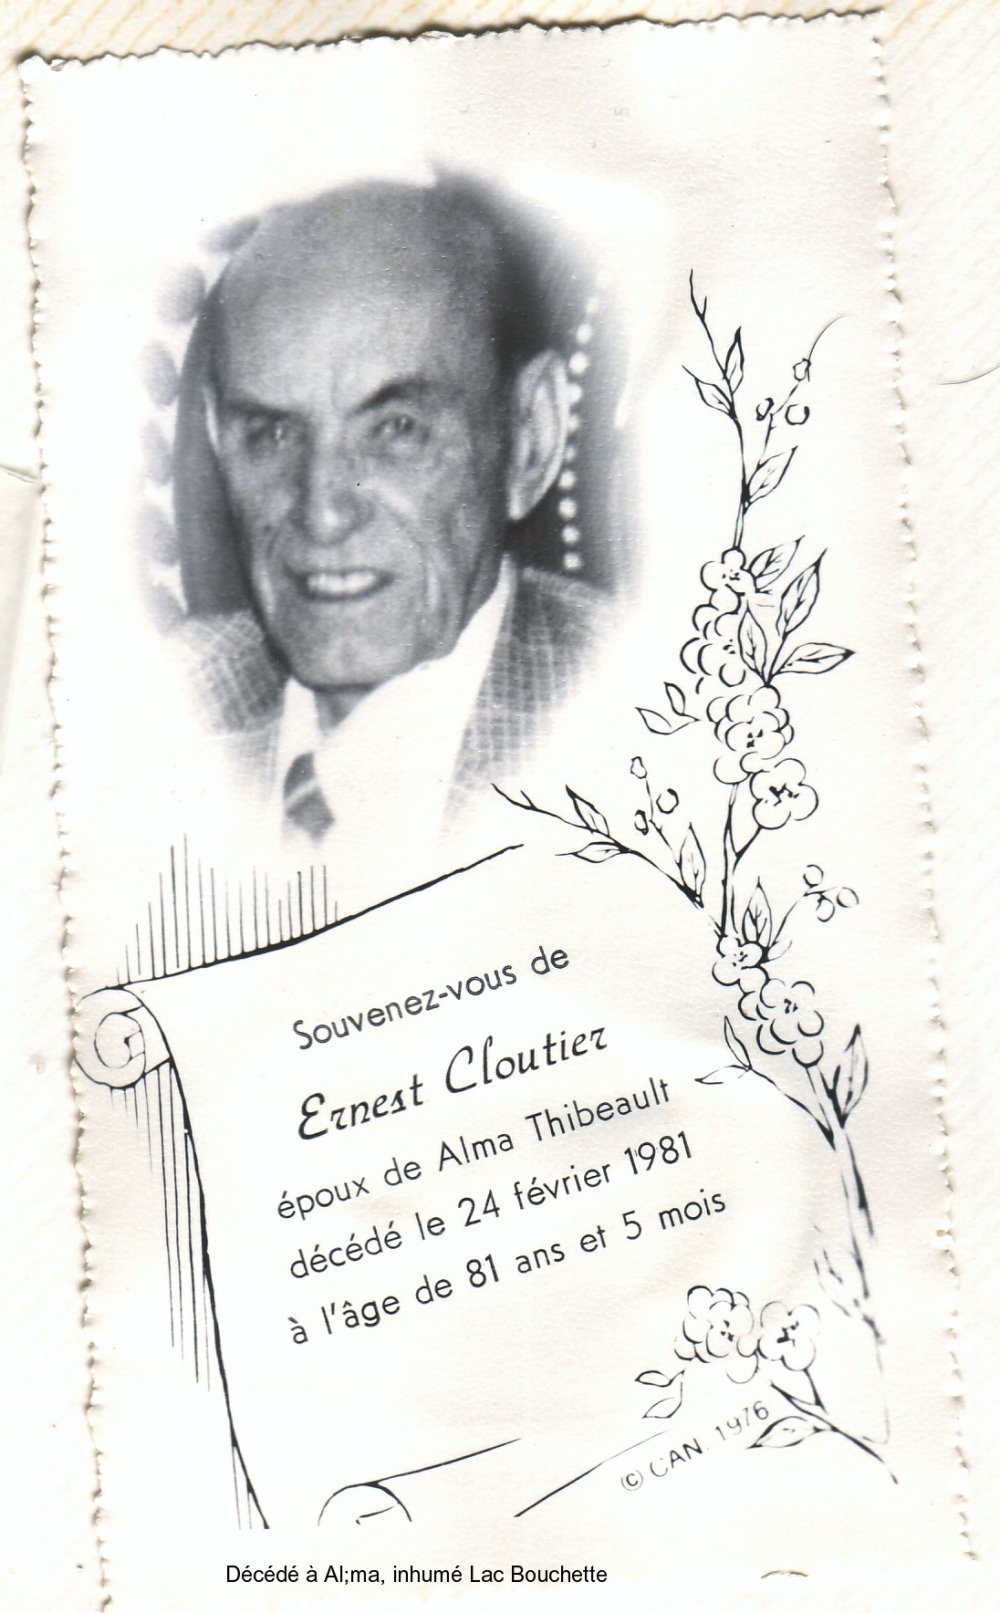 Souvenez-vous de
Ernest Cloutier
époux de Alma Thibeault
décédé le 24 février 1981
à l'âge de 81 ans et 5 mois
© CAN. 1976
Décédé à Al;ma, inhumé Lac Bouchette